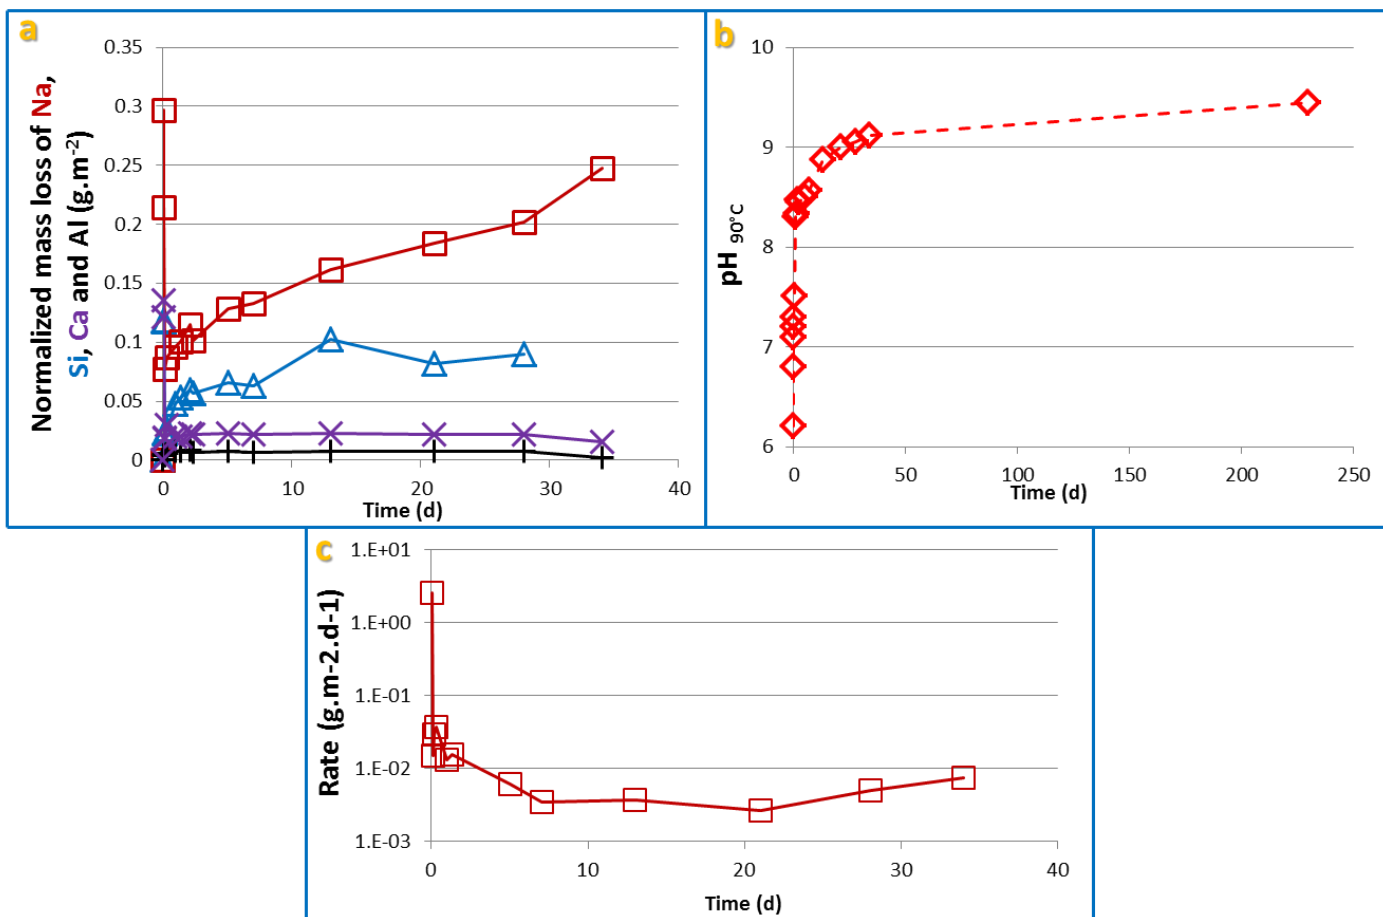 a
Normalized mass loss of Na,
Si, Ca and Al (g.m-2)
0.35
0.3
0.25
0.2
0.15
0.1
0.05
0
0 10 20 30 40
Time (d)
b
pH 90°C
10
9
8
7
6
0 50 100 150 200 250
Time (d)
c
Rate (g.m-2.d-1)
1.E+01
1.E+00
1.E-01
1.E-02
1.E-03
0 10 20 30 40
Time (d)